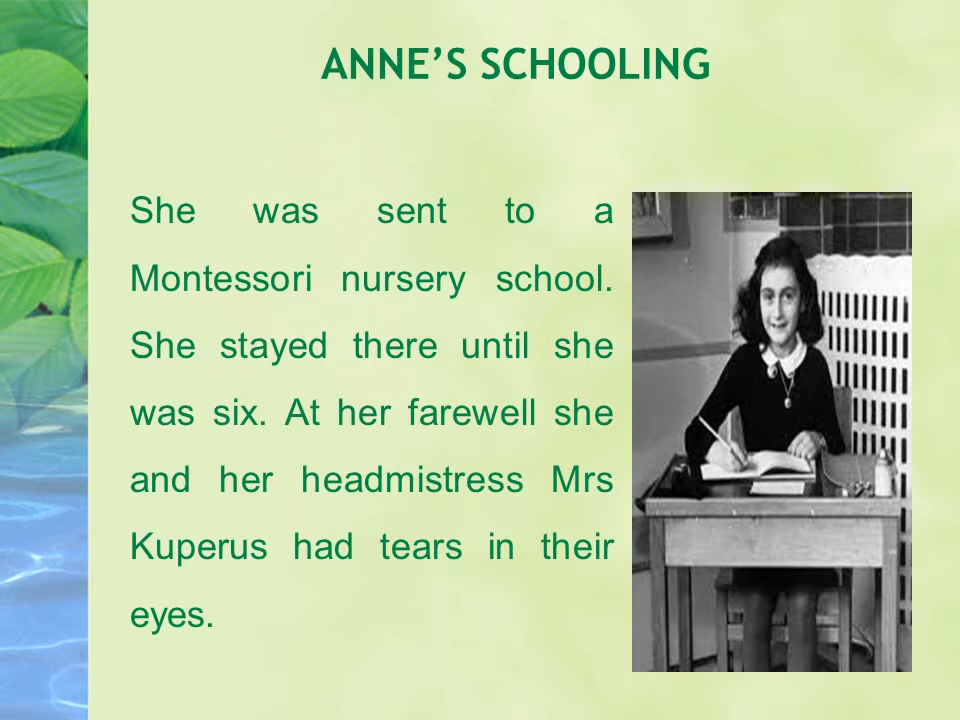 ANNE’S SCHOOLING
She was sent to a
Montessori nursery school.
She stayed there until she
was six. At her farewell she
and her headmistress Mrs
Kuperus had tears in their
eyes.